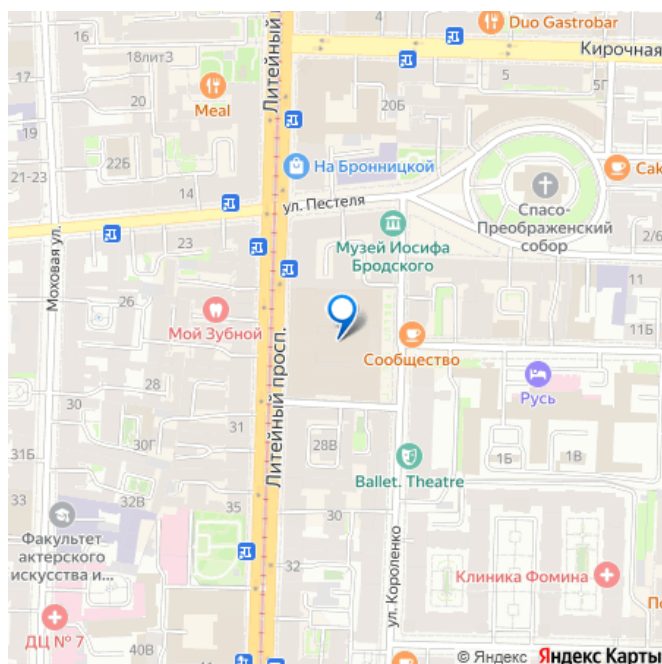 Duo Gastrobar
Кирочная
Литейный
17
18литЗ
16
20
Meal
5
5Г
20Б
19
22Б
На Бронницкой
Cak
21-23
14
ул. Пестеля
Спасо-
Преображенский
собор
2/6
23
Музей Иосифа
Бродского
Моховая ул.
11
26
11Б
Мой Зубной
Сообщество
Литейный просп.
28
Русь
30
31
28В
30Г
1Б
1В
31Б
Ballet. Theatre
33
32В
35
30
Факультет
актерского
искусства и...
32
ул. Короленко
Клиника Фомина
По
ДЦ № 7
40В
© Яндекс Яндекс Карты